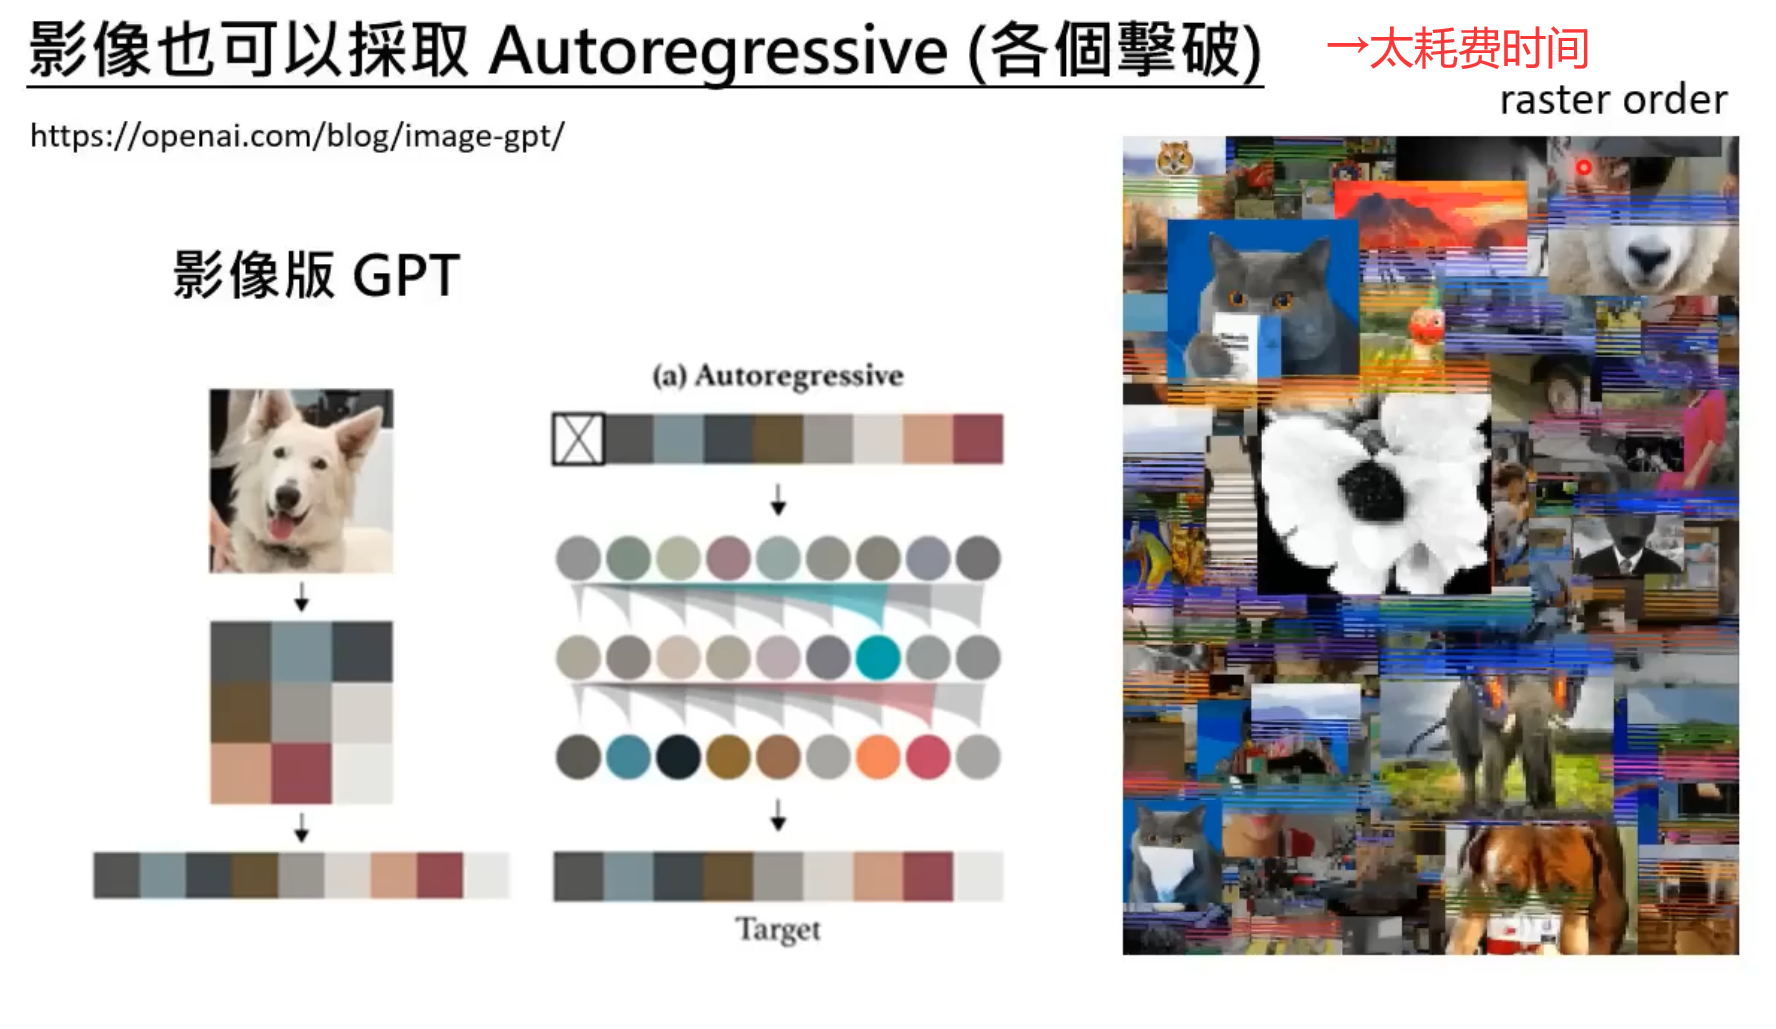 影像也可以採取 Autoregressive (各個擊破)
→太耗费时间
raster order
https://openai.com/blog/image-gpt/
影像版 GPT
(a) Autoregressive
Target